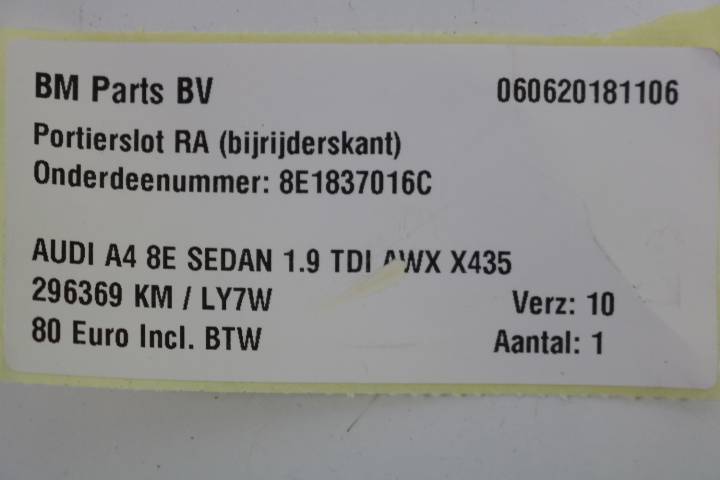 BM Parts BV 060620181106
Portierslot RA (bijrijderskant)
Onderdeenummer: 8E1837016C
AUDI A4 8E SEDAN 1.9 TDI AWX X435
296369 KM / LY7W Verz: 10
80 Euro Incl. BTW Aantal: 1